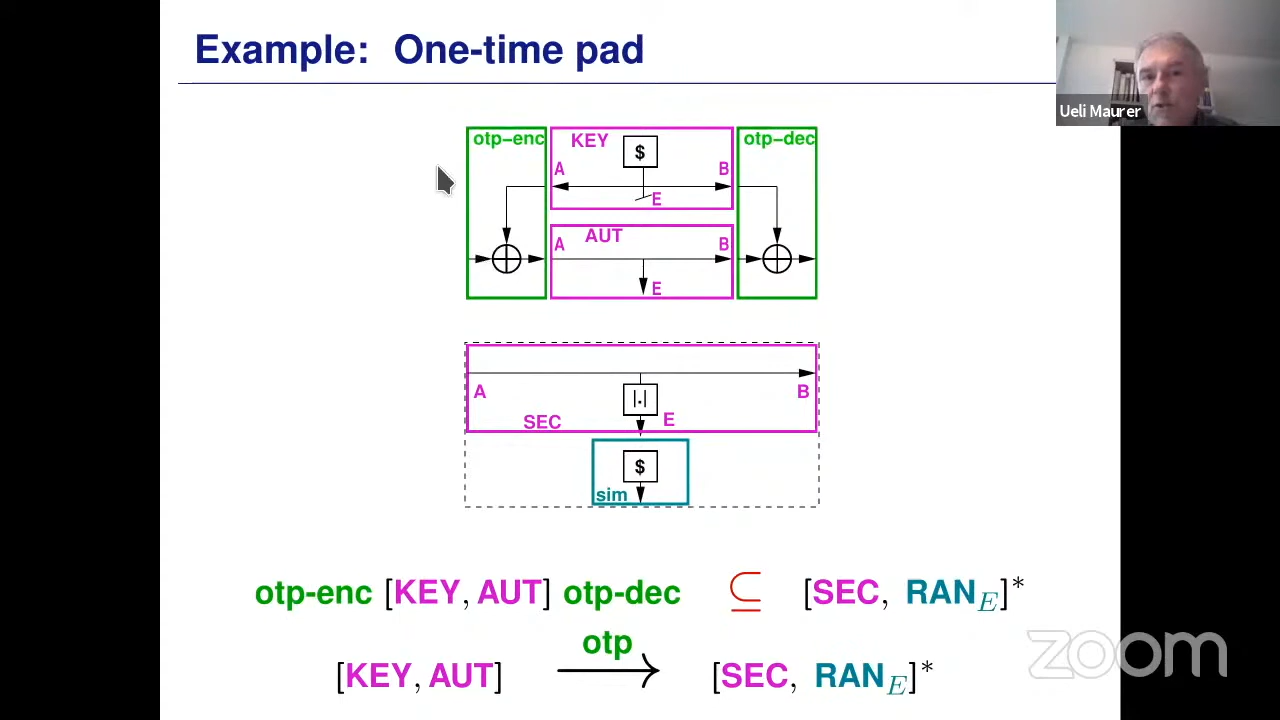 Example: One-time pad
Ueli Maurer
otp–enc KEY $ otp–dec
A B
E
A AUT B
E
A |.| B
SEC E
$
sim
otp-enc [KEY, AUT] otp-dec ⊆ [SEC, RAN_E]*
otp
[KEY, AUT] ⟶ [SEC, RAN_E]*
zoom